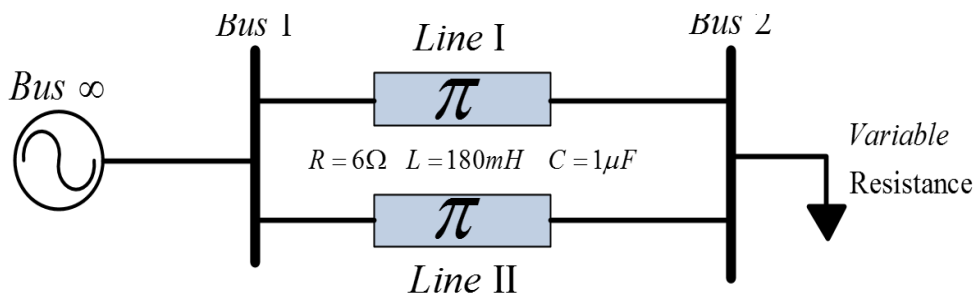 Bus 1
Bus 2
Line I
Bus ∞
π
R = 6Ω L = 180mH C = 1μF
Variable
Resistance
π
Line II